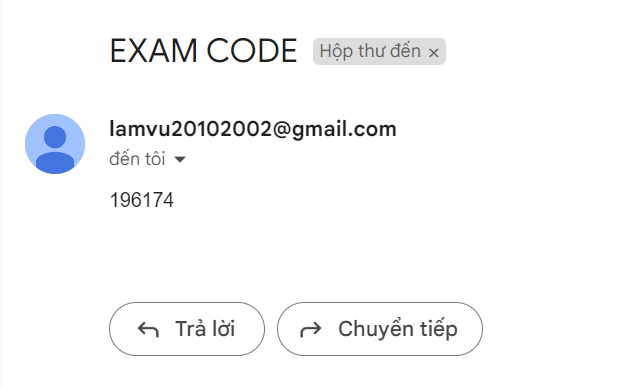 EXAM CODE Hộp thư đến ×
lamvu20102002@gmail.com
đến tôi
196174
Trả lời Chuyển tiếp